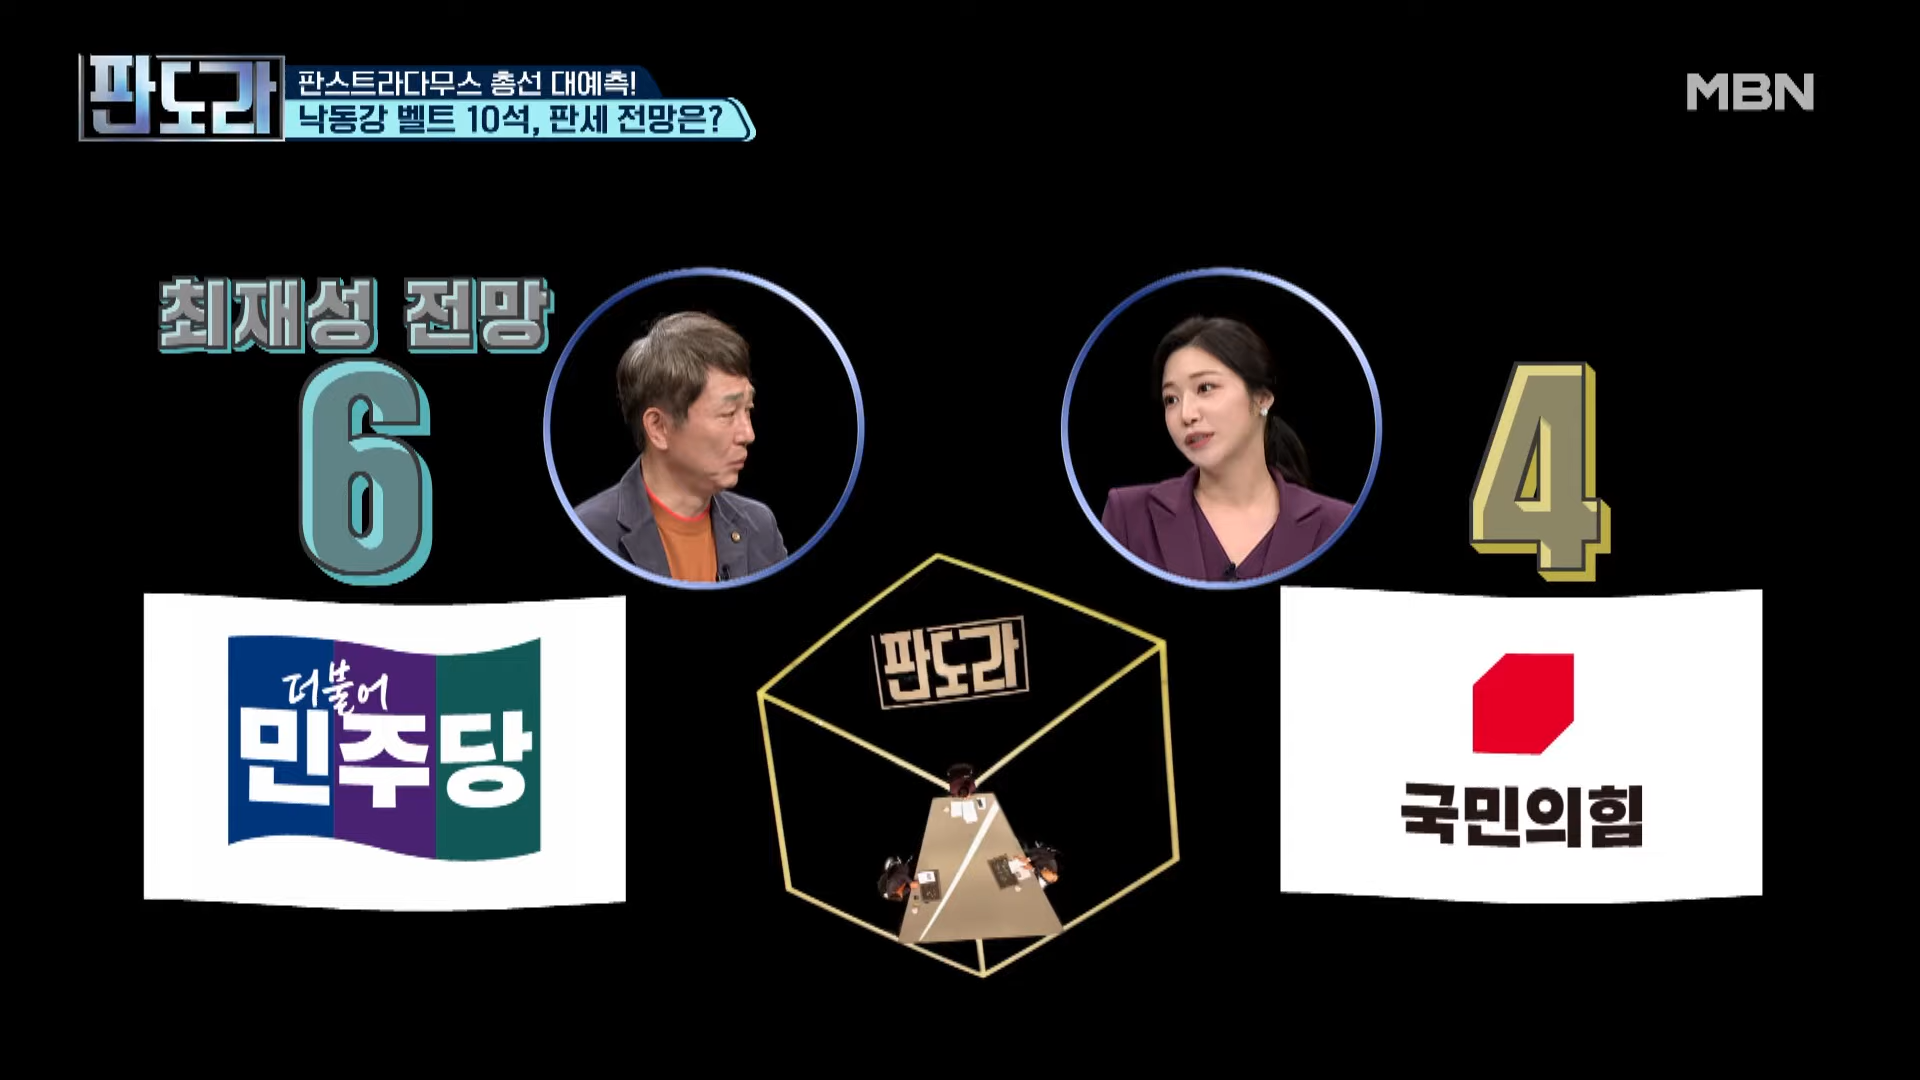 판도라
판스트라다무스 총선 대예측!
낙동강 벨트 10석, 판세 전망은?
MBN
최재성 전망
6
4
더불어
민주당
판도라
국민의힘